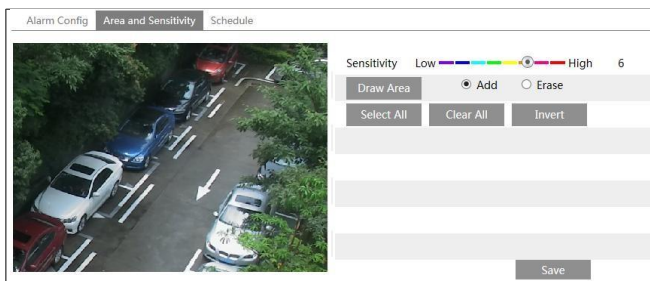 Alarm Config Area and Sensitivity Schedule
Sensitivity Low High 6
Draw Area Add Erase
Select All Clear All Invert
Save